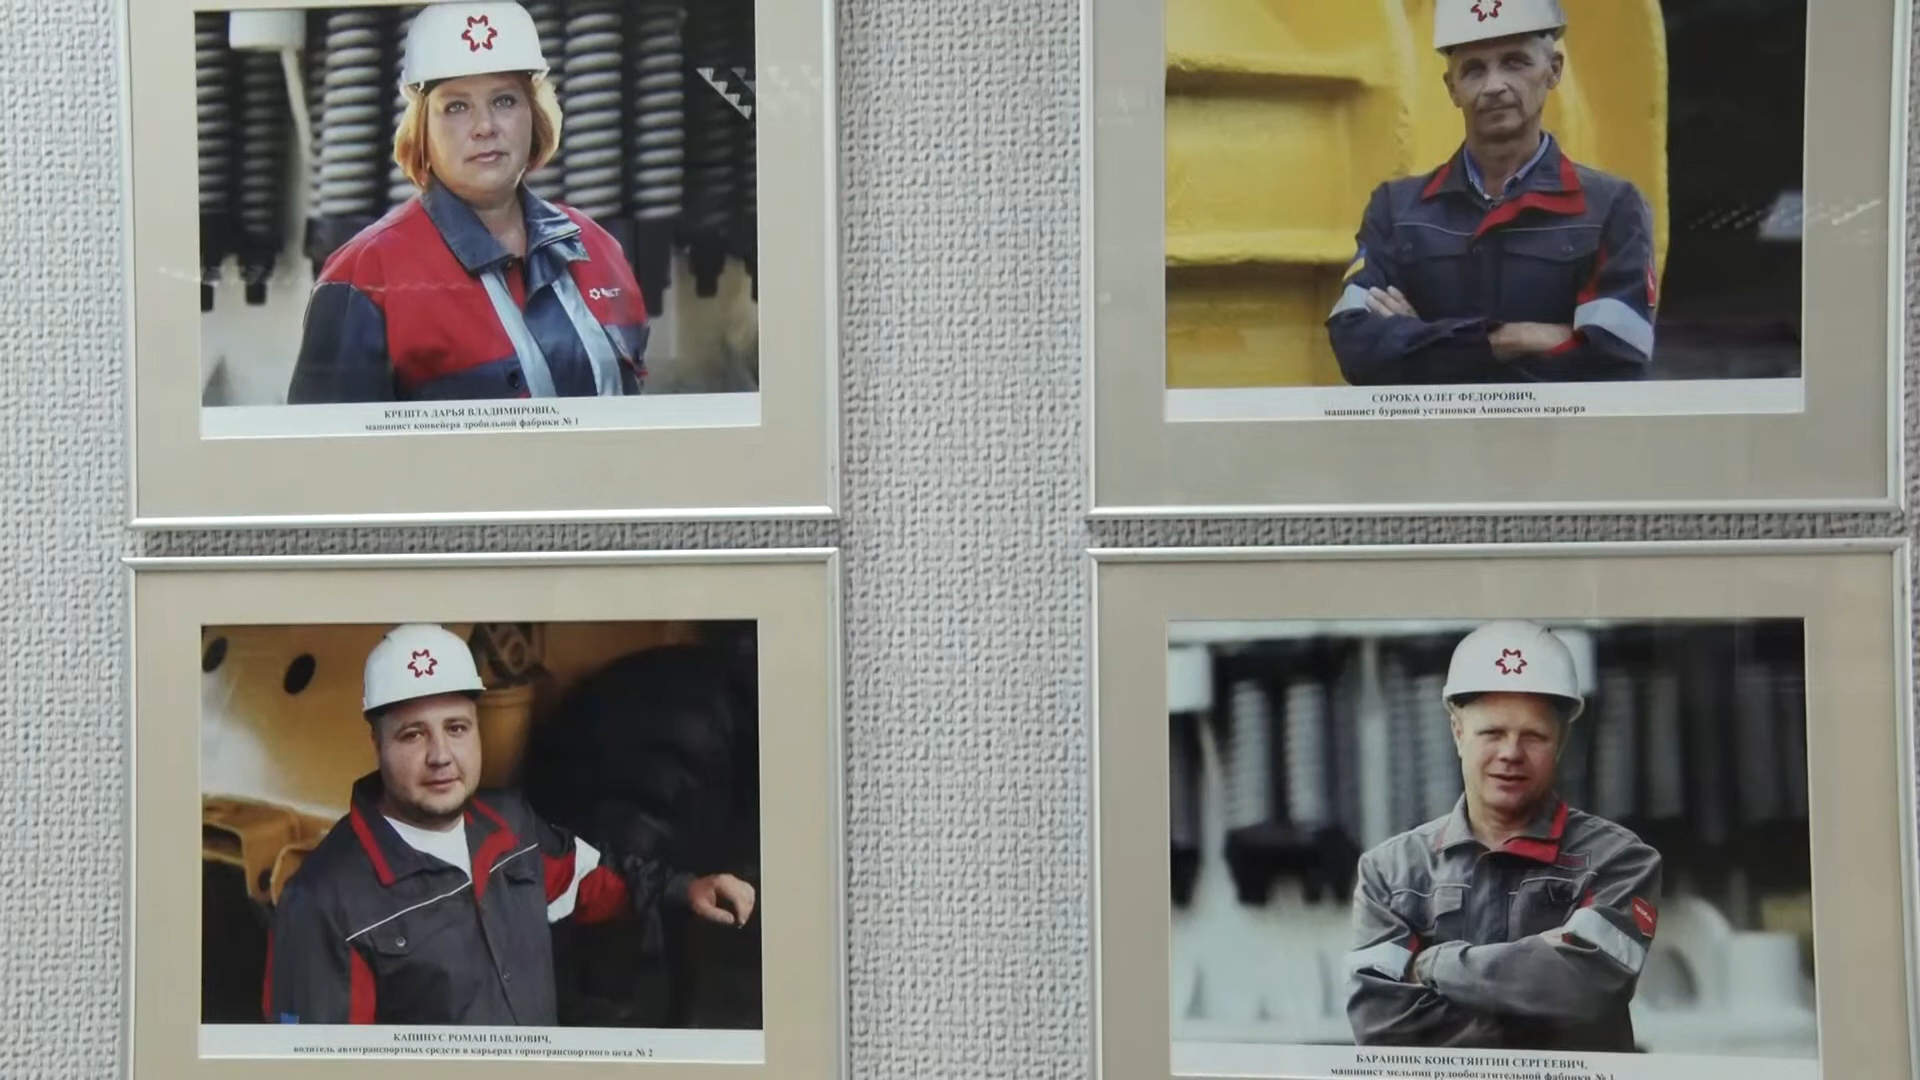 КРЕШТА ДАРЬЯ ВЛАДИМИРОВНА,
машинист конвейера дробильной фабрики № 1
СОРОКА ОЛЕГ ФЕДОРОВИЧ,
машинист буровой установки Анновского карьера
КАПИНУС РОМАН ПАВЛОВИЧ,
водитель автотранспортных средств в карьерах горнотранспортного цеха № 2
БАРАННИК КОНСТЯНТИН СЕРГЕЕВИЧ,
машинист мельниц рудообогатительной фабрики № 1